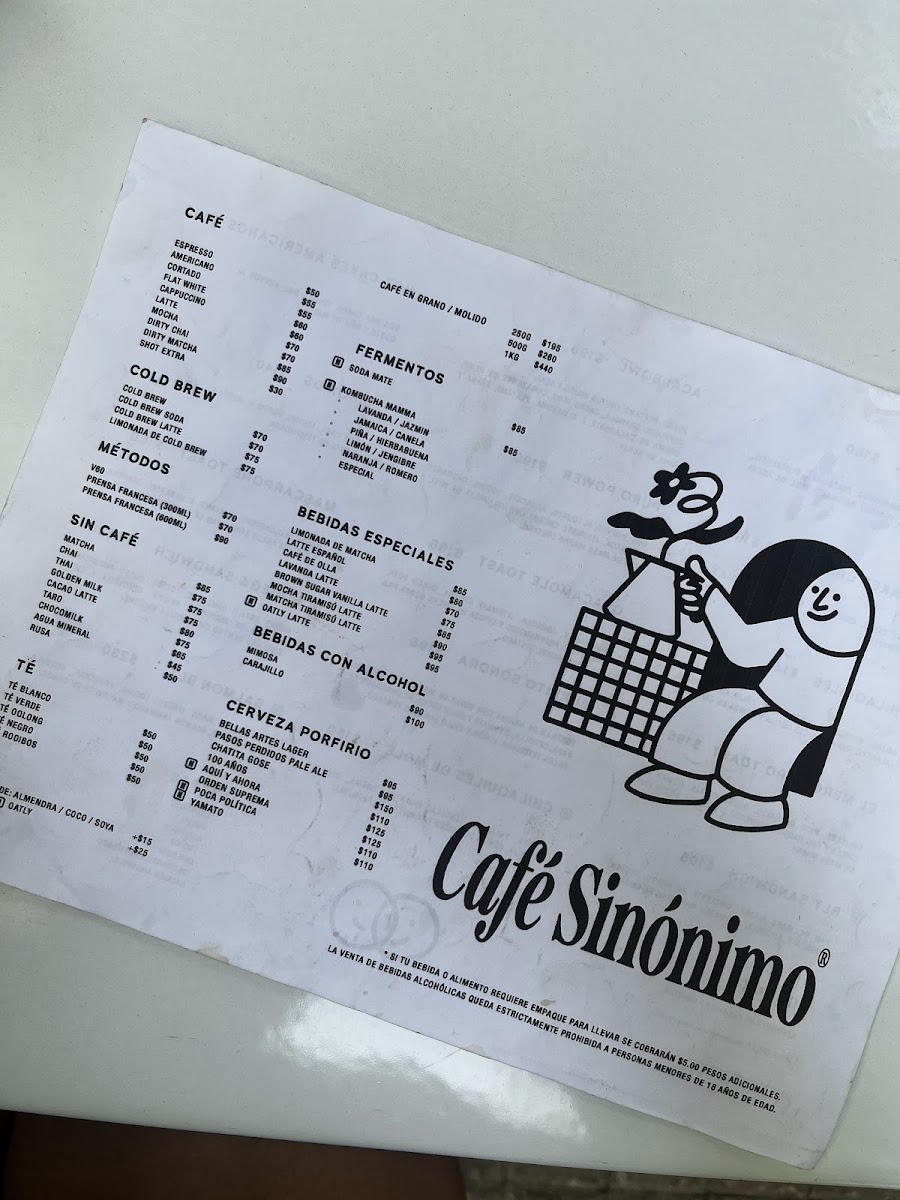 CAFÉ
ESPRESSO $50
AMERICANO $55
CORTADO $55
FLAT WHITE $60
CAPPUCCINO $60
LATTE $70
MOCHA $70
DIRTY CHAI $85
DIRTY MATCHA $90
SHOT EXTRA $30
COLD BREW
COLD BREW $70
COLD BREW SODA $70
COLD BREW LATTE $75
LIMONADA DE COLD BREW $75
MÉTODOS
V60 $70
PRENSA FRANCESA (300ML) $70
PRENSA FRANCESA (600ML) $90
SIN CAFÉ
MATCHA $85
CHAI $75
THAI $75
GOLDEN MILK $75
CACAO LATTE $80
TARO $75
CHOCOMILK $65
AGUA MINERAL $45
RUSA $50
TÉ
TÉ BLANCO $50
TÉ VERDE $50
TÉ OOLONG $50
É NEGRO $50
ROOIBOS $50
DE: ALMENDRA / COCO / SOYA +$15
OATLY +$25
CAFÉ EN GRANO / MOLIDO
250G $195
500G $260
1KG $440
FERMENTOS
SODA MATE $85
KOMBUCHA MAMMA $85
LAVANDA / JAZMIN
JAMAICA / CANELA
PIÑA / HIERBABUENA
LIMÓN / JENGIBRE
NARANJA / ROMERO
ESPECIAL
BEBIDAS ESPECIALES
LIMONADA DE MATCHA $85
LATTE ESPAÑOL $80
CAFÉ DE OLLA $70
LAVANDA LATTE $75
BROWN SUGAR VANILLA LATTE $85
MOCHA TIRAMISÚ LATTE $90
MATCHA TIRAMISÚ LATTE $95
OATLY LATTE $95
BEBIDAS CON ALCOHOL
MIMOSA $90
CARAJILLO $100
CERVEZA PORFIRIO
BELLAS ARTES LAGER $95
PASOS PERDIDOS PALE ALE $95
CHATITA GOSE $150
100 AÑOS $110
AQUÍ Y AHORA $125
ORDEN SUPREMA $125
POCA POLÍTICA $110
YAMATO $110
Café Sinónimo®
* SI TU BEBIDA O ALIMENTO REQUIERE EMPAQUE PARA LLEVAR SE COBRARÁN $5.00 PESOS ADICIONALES.
LA VENTA DE BEBIDAS ALCOHÓLICAS QUEDA ESTRICTAMENTE PROHIBIDA A PERSONAS MENORES DE 18 AÑOS DE EDAD.